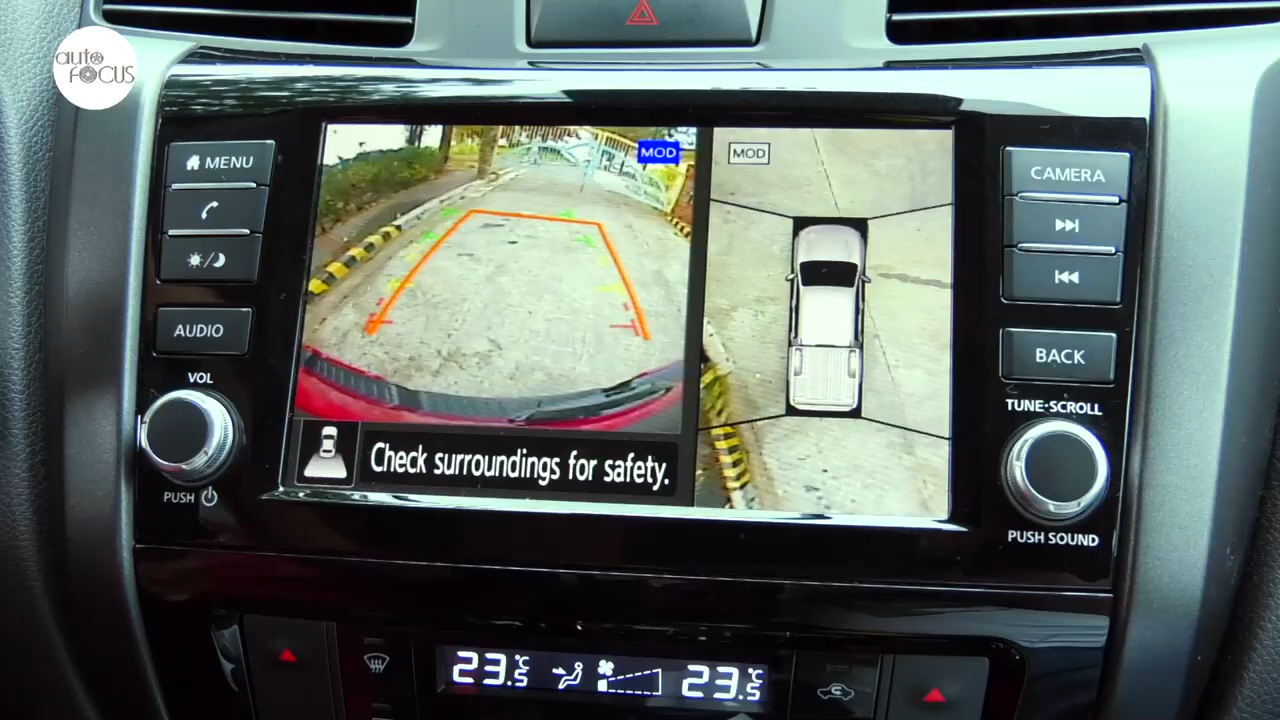 auto
FOCUS
MENU
AUDIO
VOL
PUSH
MOD
MOD
Check surroundings for safety.
CAMERA
BACK
TUNE·SCROLL
PUSH SOUND
23.5°C
23.5°C